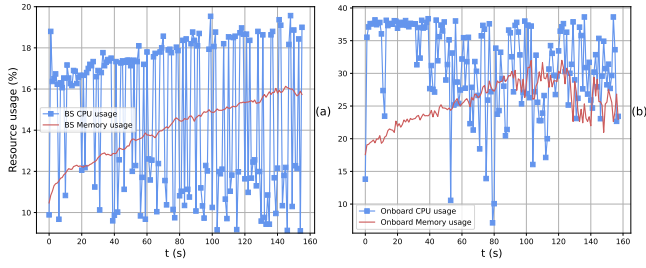 Resource usage (%)
20
18
16
14
12
10
BS CPU usage
BS Memory usage
0 20 40 60 80 100 120 140 160
t (s)
(a)
40
35
30
25
20
15
10
Onboard CPU usage
Onboard Memory usage
0 20 40 60 80 100 120 140 160
t (s)
(b)